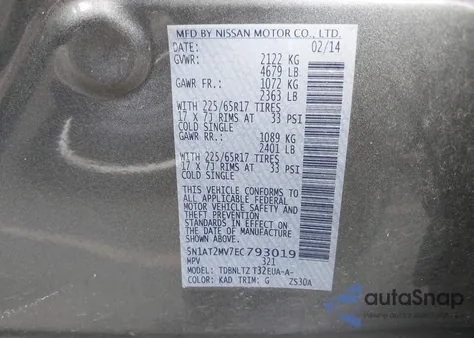 MFD BY NISSAN MOTOR CO., LTD.
DATE: 02/14
GVWR: 2122 KG
4679 LB
GAWR FR.: 1072 KG
2363 LB
WITH 225/65R17 TIRES
17 X 7J RIMS AT 33 PSI
COLD SINGLE
GAWR RR.: 1089 KG
2401 LB
WITH 225/65R17 TIRES
17 X 7J RIMS AT 33 PSI
COLD SINGLE
THIS VEHICLE CONFORMS TO
ALL APPLICABLE FEDERAL
MOTOR VEHICLE SAFETY AND
THEFT PREVENTION
STANDARDS IN EFFECT ON
THE DATE OF MANUFACTURE
SHOWN ABOVE.
5N1AT2MV7EC793019
MPV 321
MODEL: TDBNLTZ T32EUA-A-
COLOR: KAD TRIM: G ZS30A
autoSnap
www.autosnap.cloud